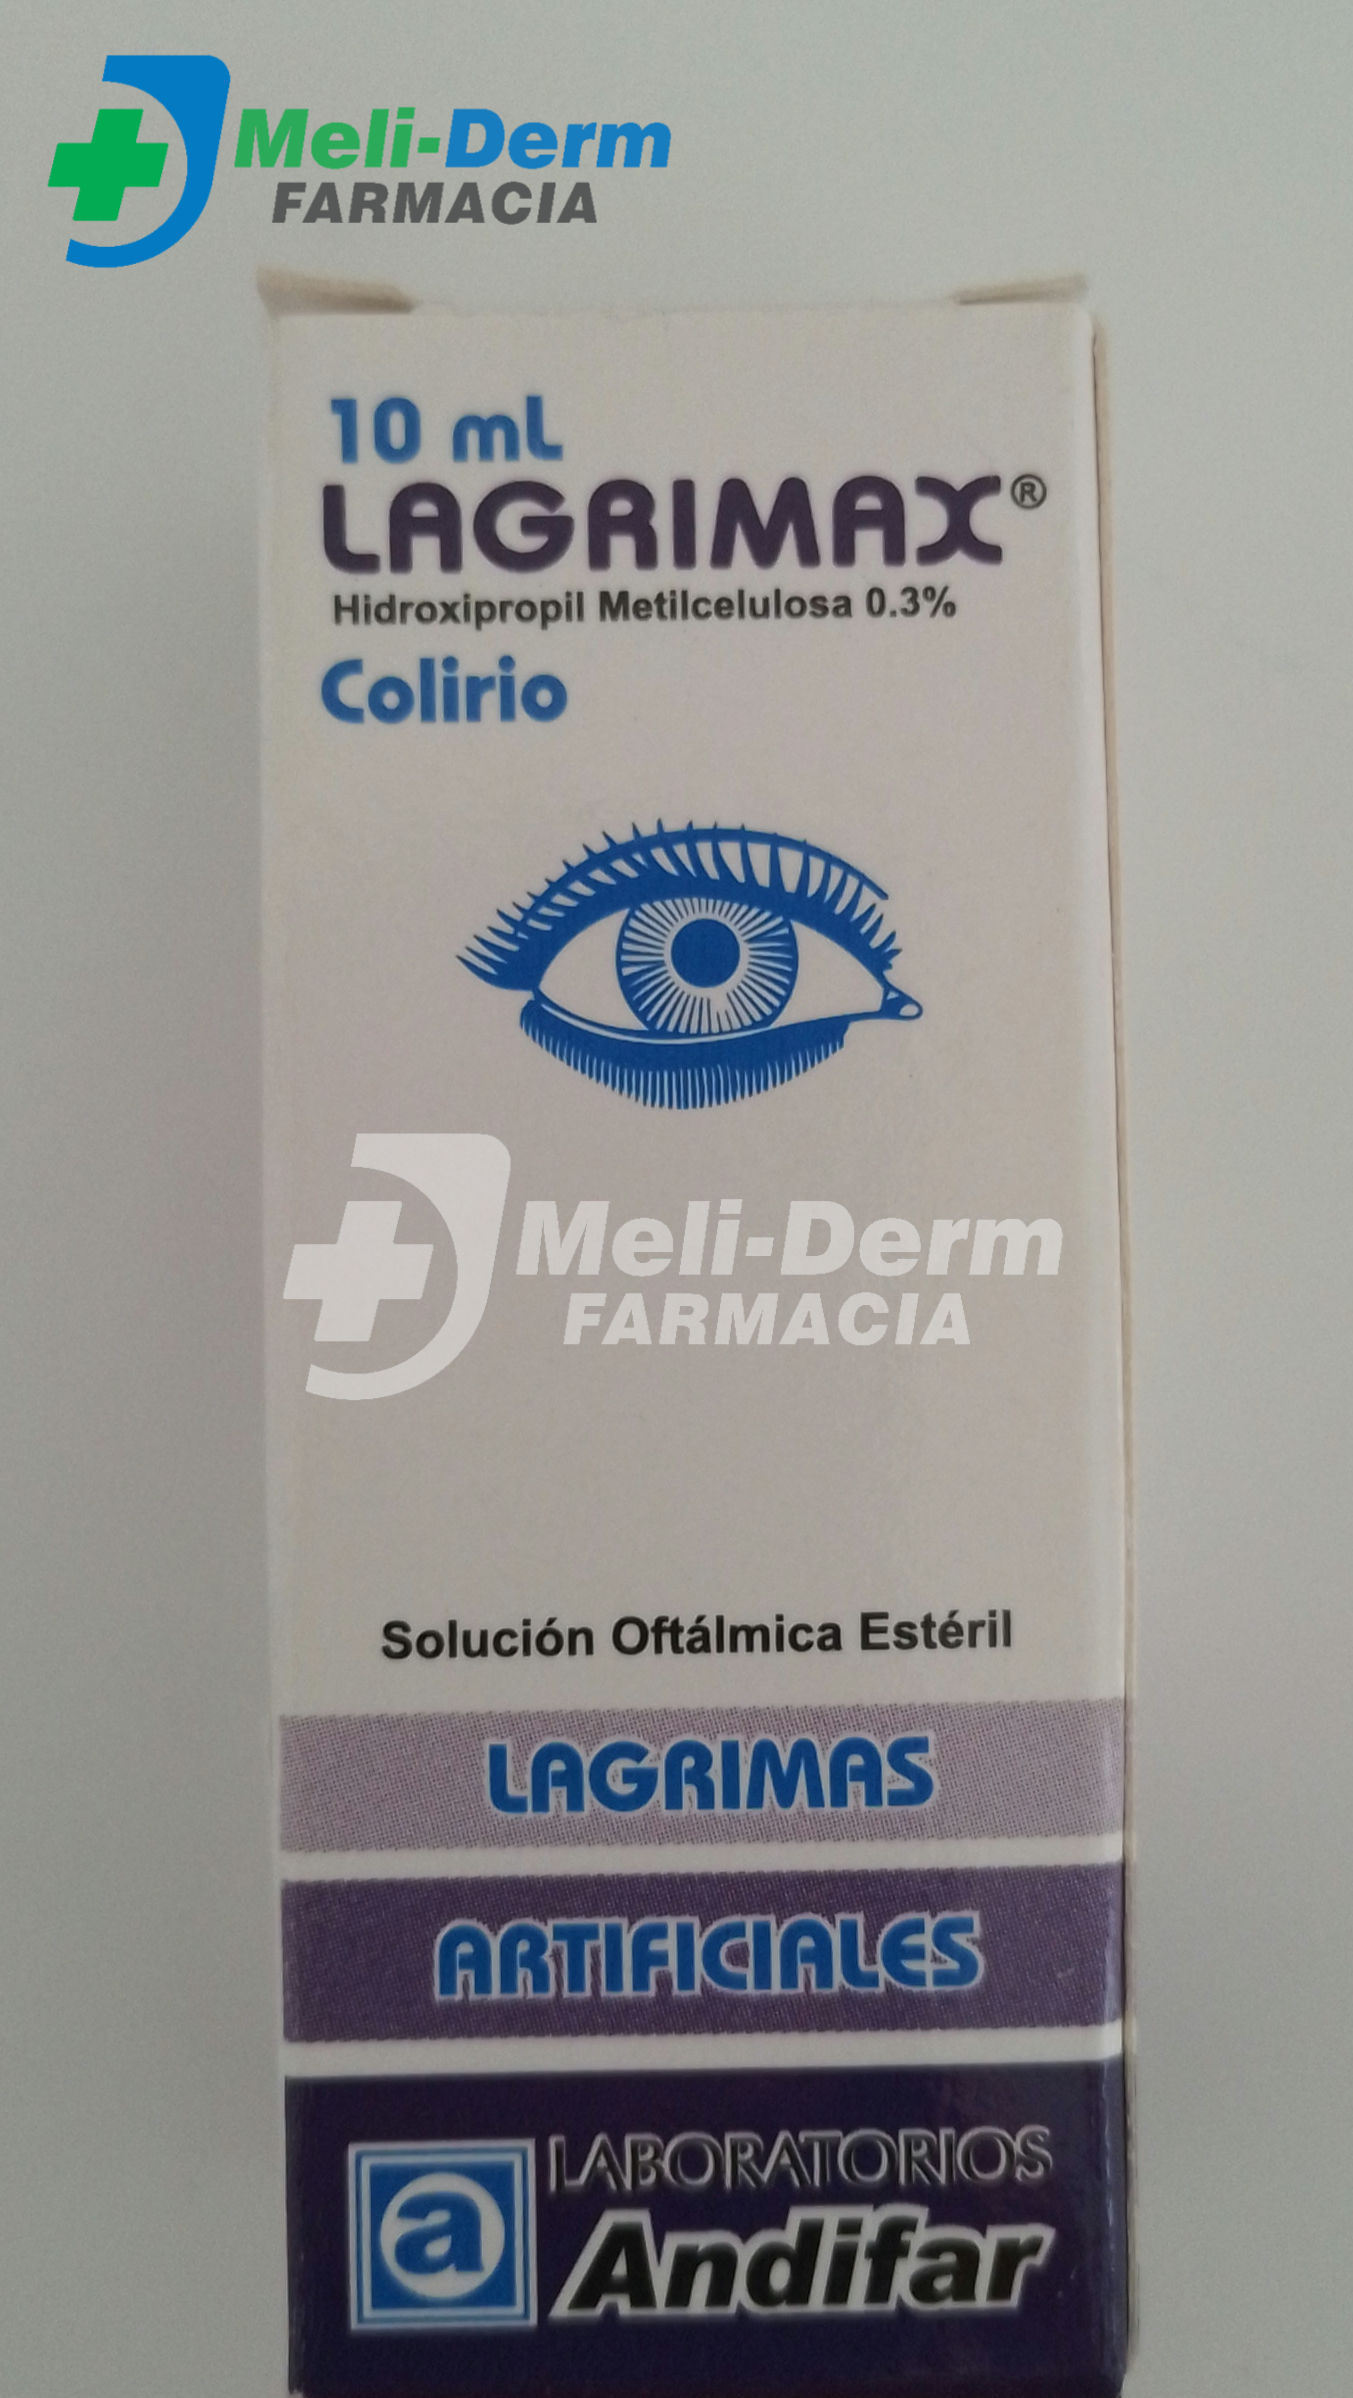 Meli-Derm
FARMACIA
10 mL
LAGRIMAX®
Hidroxipropil Metilcelulosa 0.3%
Colirio
Meli-Derm
FARMACIA
Solución Oftálmica Estéril
LAGRIMAS
ARTIFICIALES
a
LABORATORIOS
Andifar